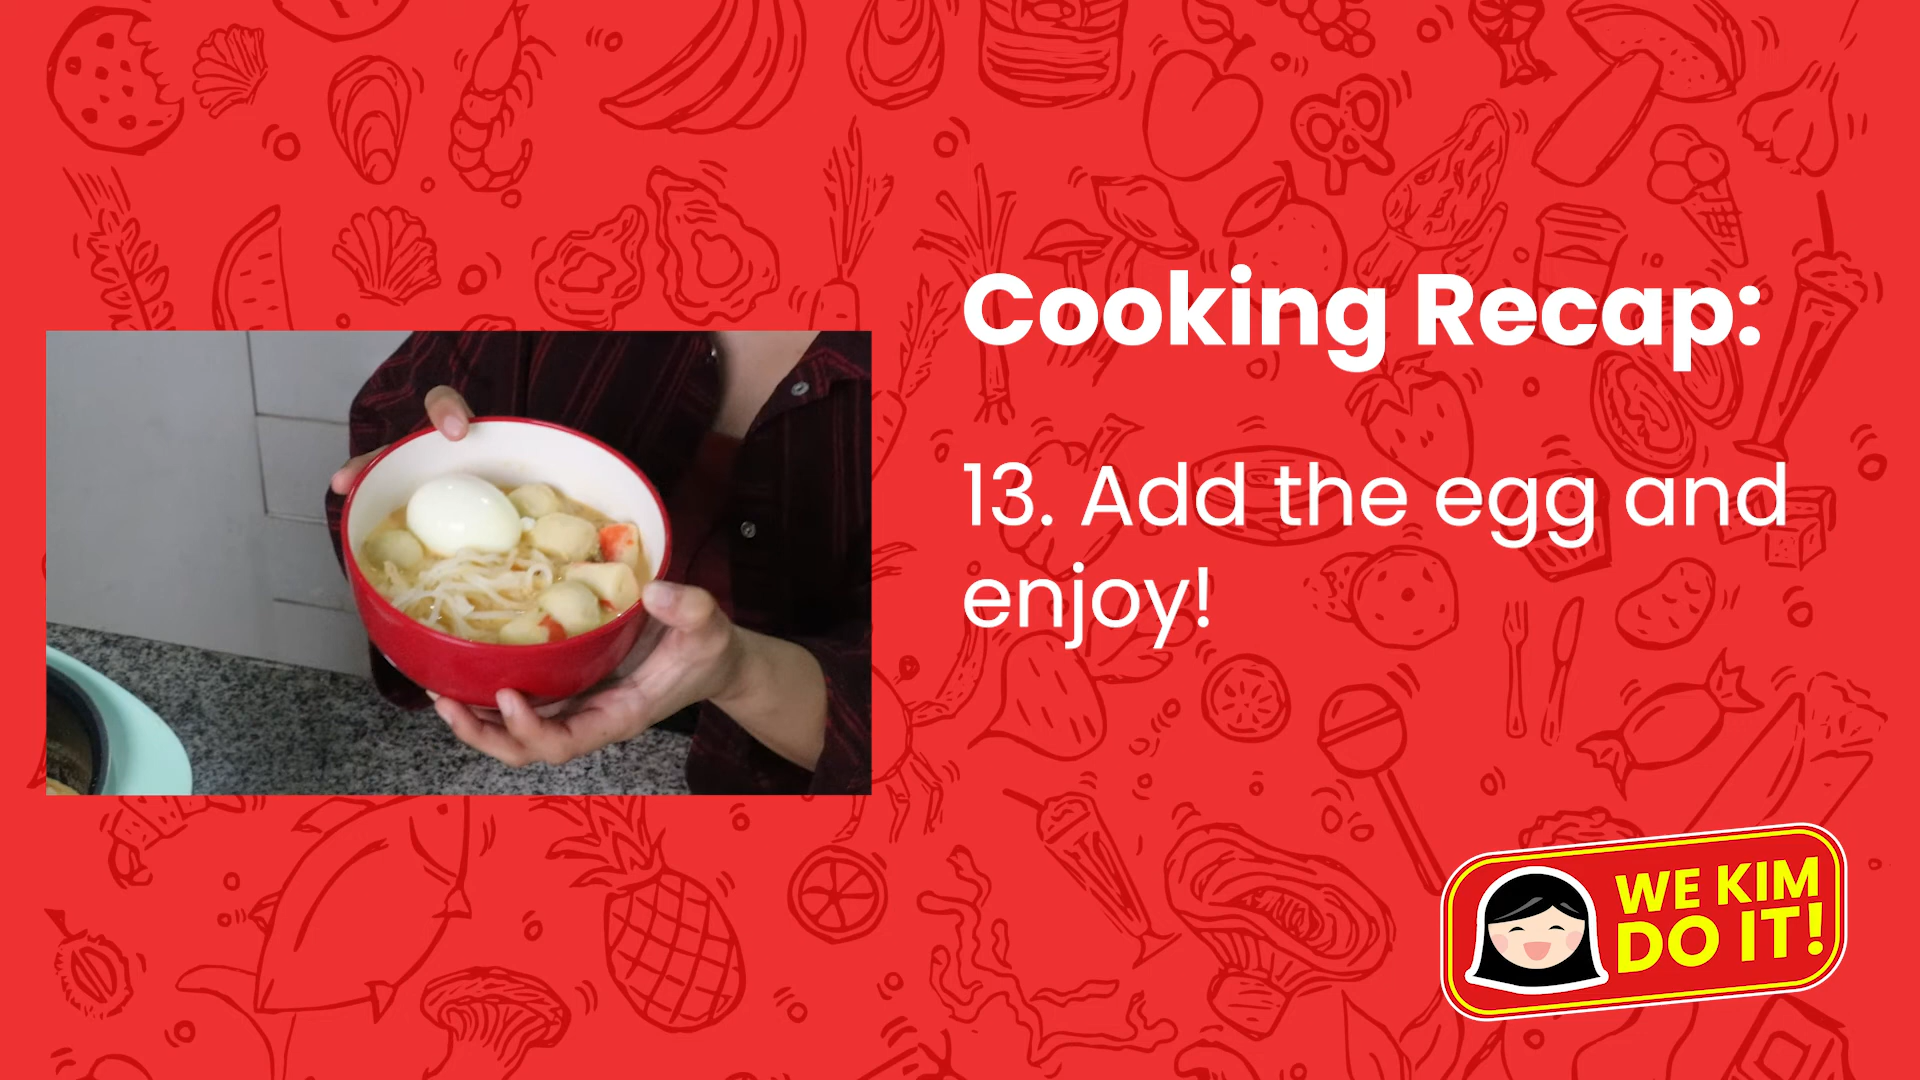 Cooking Recap:
13. Add the egg and
enjoy!
WE KIM
DO IT!